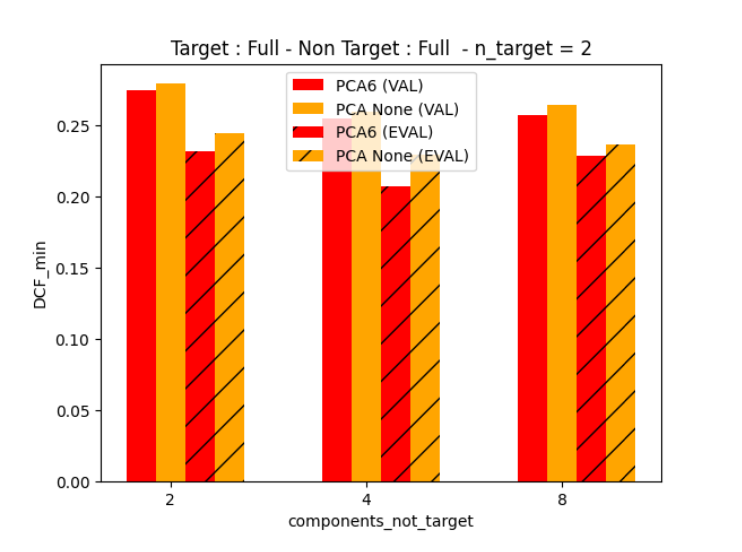 Target : Full - Non Target : Full  - n_target = 2
PCA6 (VAL)
PCA None (VAL)
PCA6 (EVAL)
PCA None (EVAL)
DCF_min
0.25
0.20
0.15
0.10
0.05
0.00
2 4 8
components_not_target